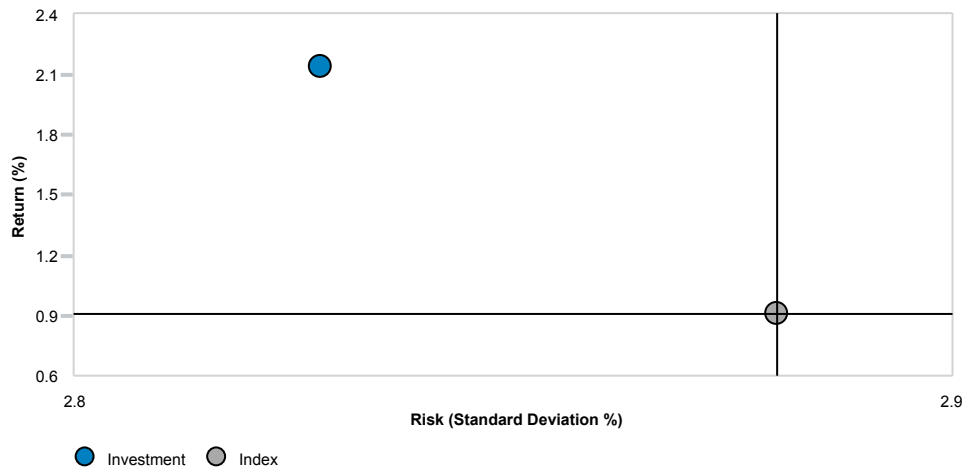 2.4
2.1
1.8
1.5
1.2
0.9
0.6
Return (%)
2.8 2.9
Risk (Standard Deviation %)
Investment Index